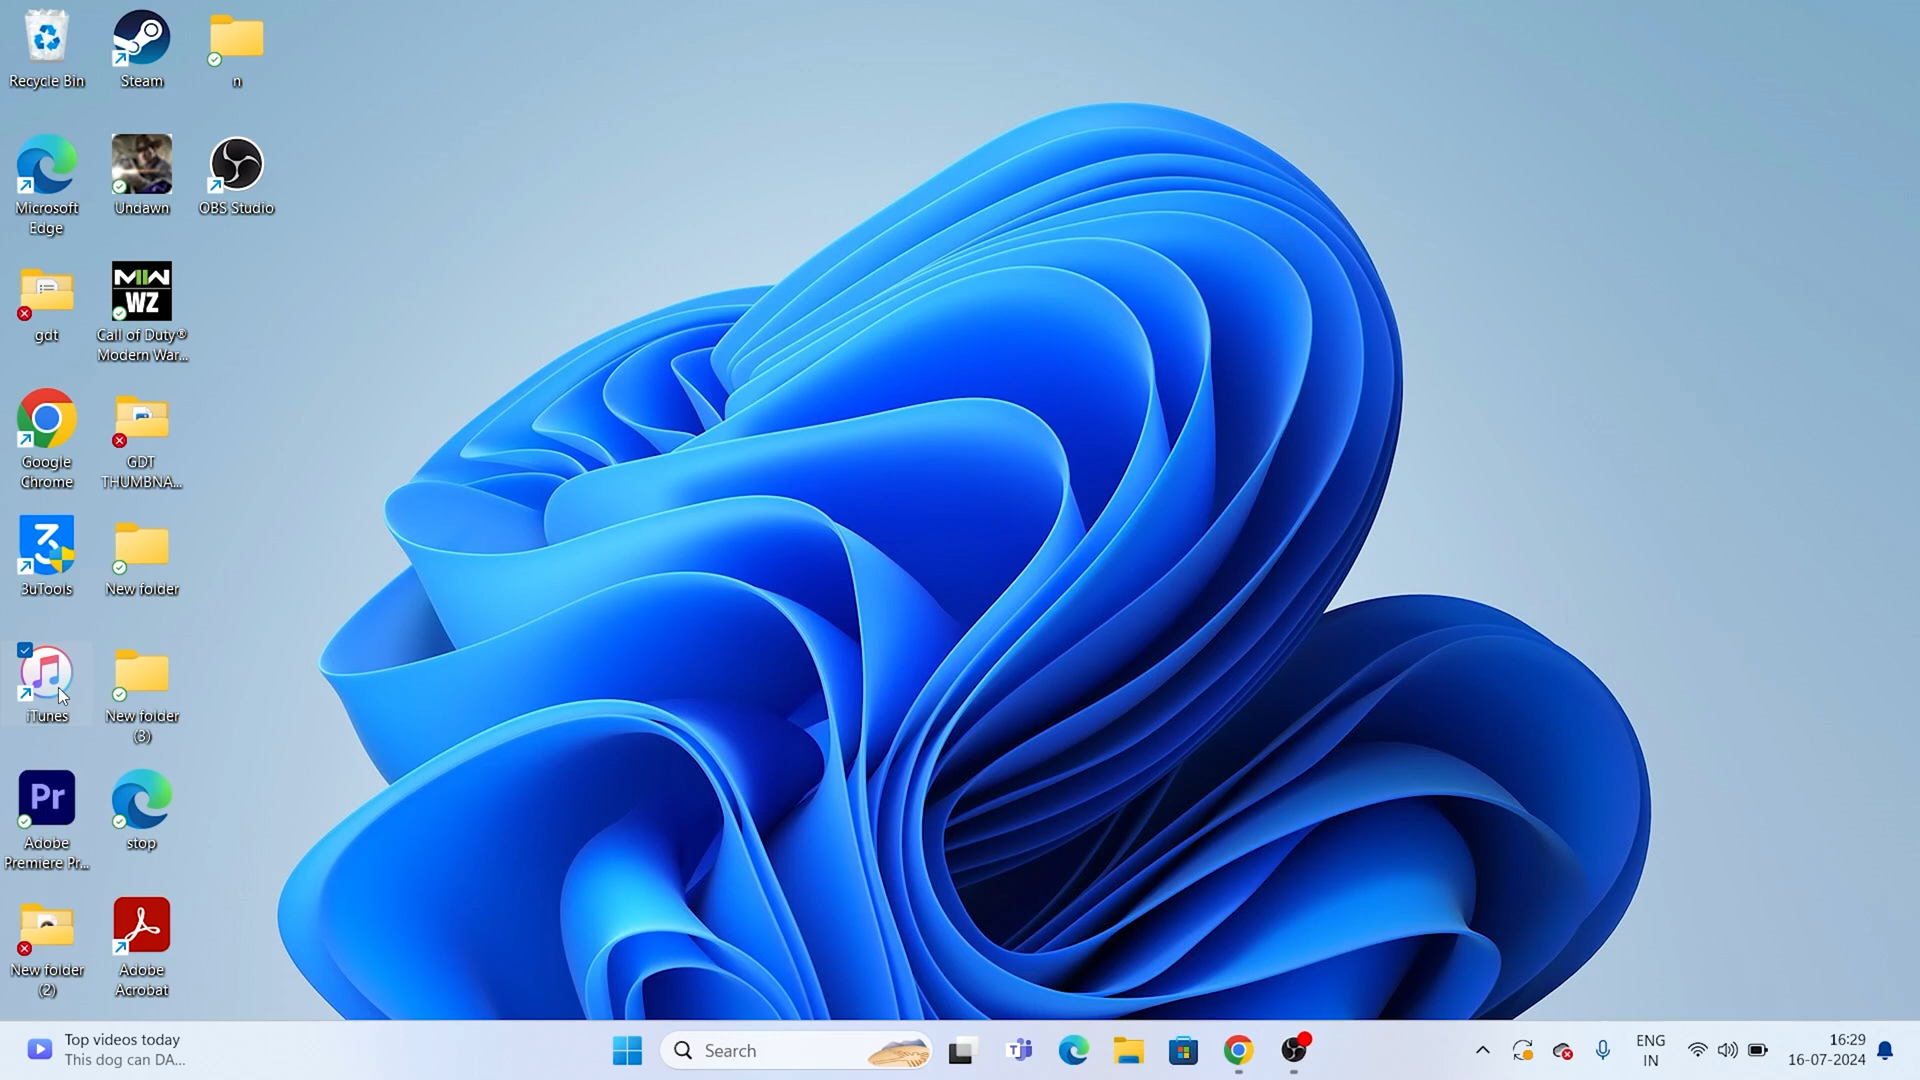 Recycle Bin
Steam
n
Microsoft
Edge
Undawn
OBS Studio
gdt
MIIW
WZ
Call of Duty®
Modern War...
Google
Chrome
GDT
THUMBNA...
3uTools
New folder
iTunes
New folder
(3)
Pr
Adobe
Premiere Pr...
stop
New folder
(2)
Adobe
Acrobat
Top videos today
This dog can DA...
Search
ENG
IN
16:29
16-07-2024